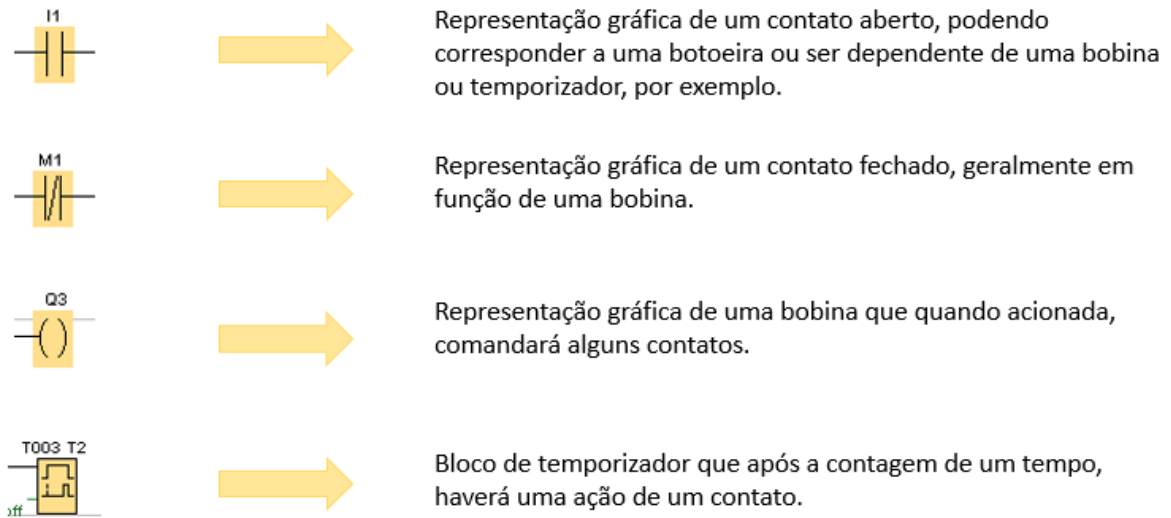 I1
Representação gráfica de um contato aberto, podendo
corresponder a uma botoeira ou ser dependente de uma bobina
ou temporizador, por exemplo.
M1
Representação gráfica de um contato fechado, geralmente em
função de uma bobina.
Q3
Representação gráfica de uma bobina que quando acionada,
comandará alguns contatos.
T003 T2
Bloco de temporizador que após a contagem de um tempo,
haverá uma ação de um contato.
off